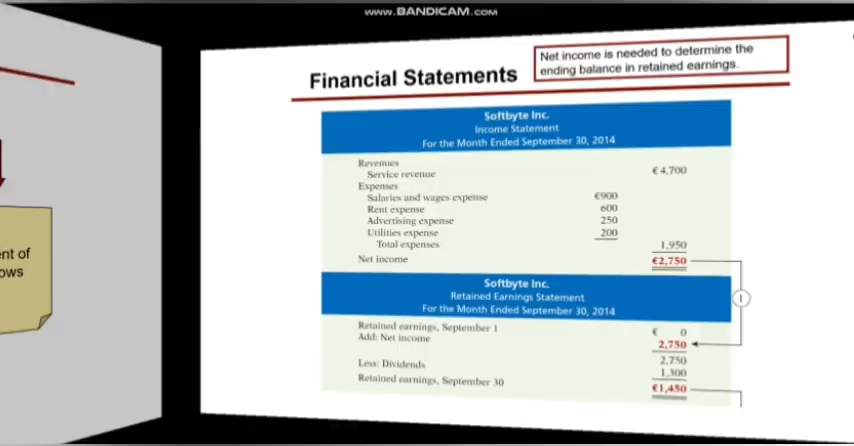 www.BANDICAM.com
Financial Statements
Net income is needed to determine the
ending balance in retained earnings.
ent of
ows
Softbyte Inc.
Income Statement
For the Month Ended September 30, 2014
Revenues
Service revenue € 4,700
Expenses
Salaries and wages expense €900
Rent expense 600
Advertising expense 250
Utilities expense 200
Total expenses 1,950
Net income €2,750
Softbyte Inc.
Retained Earnings Statement
For the Month Ended September 30, 2014
1
Retained earnings, September 1 € 0
Add: Net income 2,750
2,750
Less: Dividends 1,300
Retained earnings, September 30 €1,450